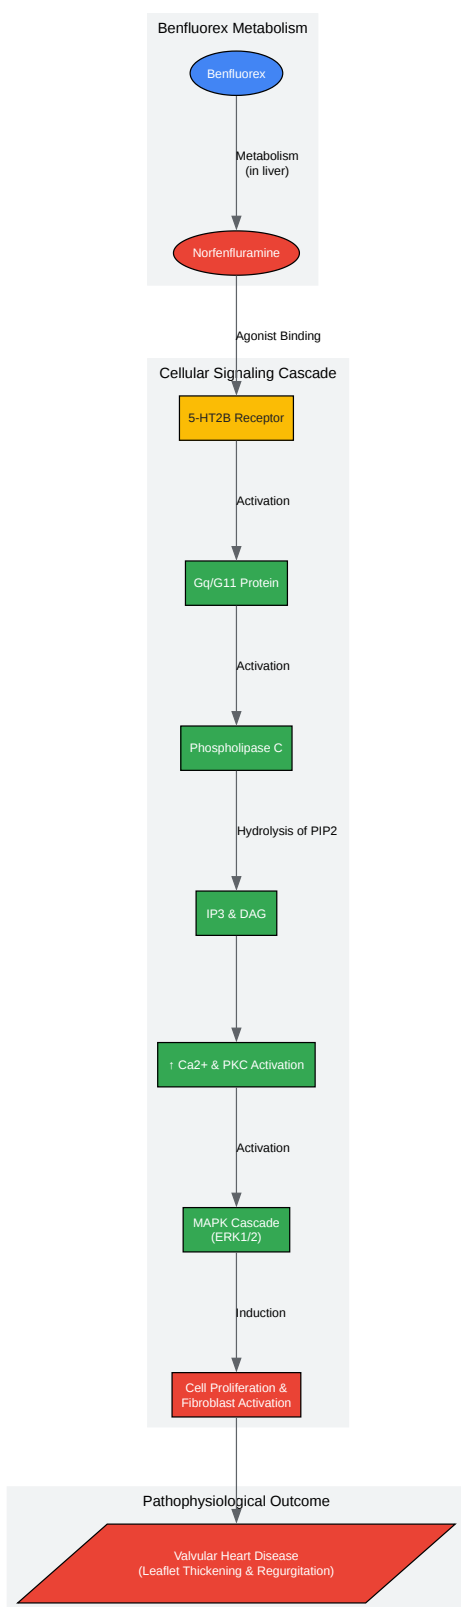 Benfluorex Metabolism
Benfluorex
Metabolism
(in liver)
Norfenfluramine
Agonist Binding
Cellular Signaling Cascade
5-HT2B Receptor
Activation
Gq/G11 Protein
Activation
Phospholipase C
Hydrolysis of PIP2
IP3 & DAG
↑ Ca2+ & PKC Activation
Activation
MAPK Cascade
(ERK1/2)
Induction
Cell Proliferation &
Fibroblast Activation
Pathophysiological Outcome
Valvular Heart Disease
(Leaflet Thickening & Regurgitation)